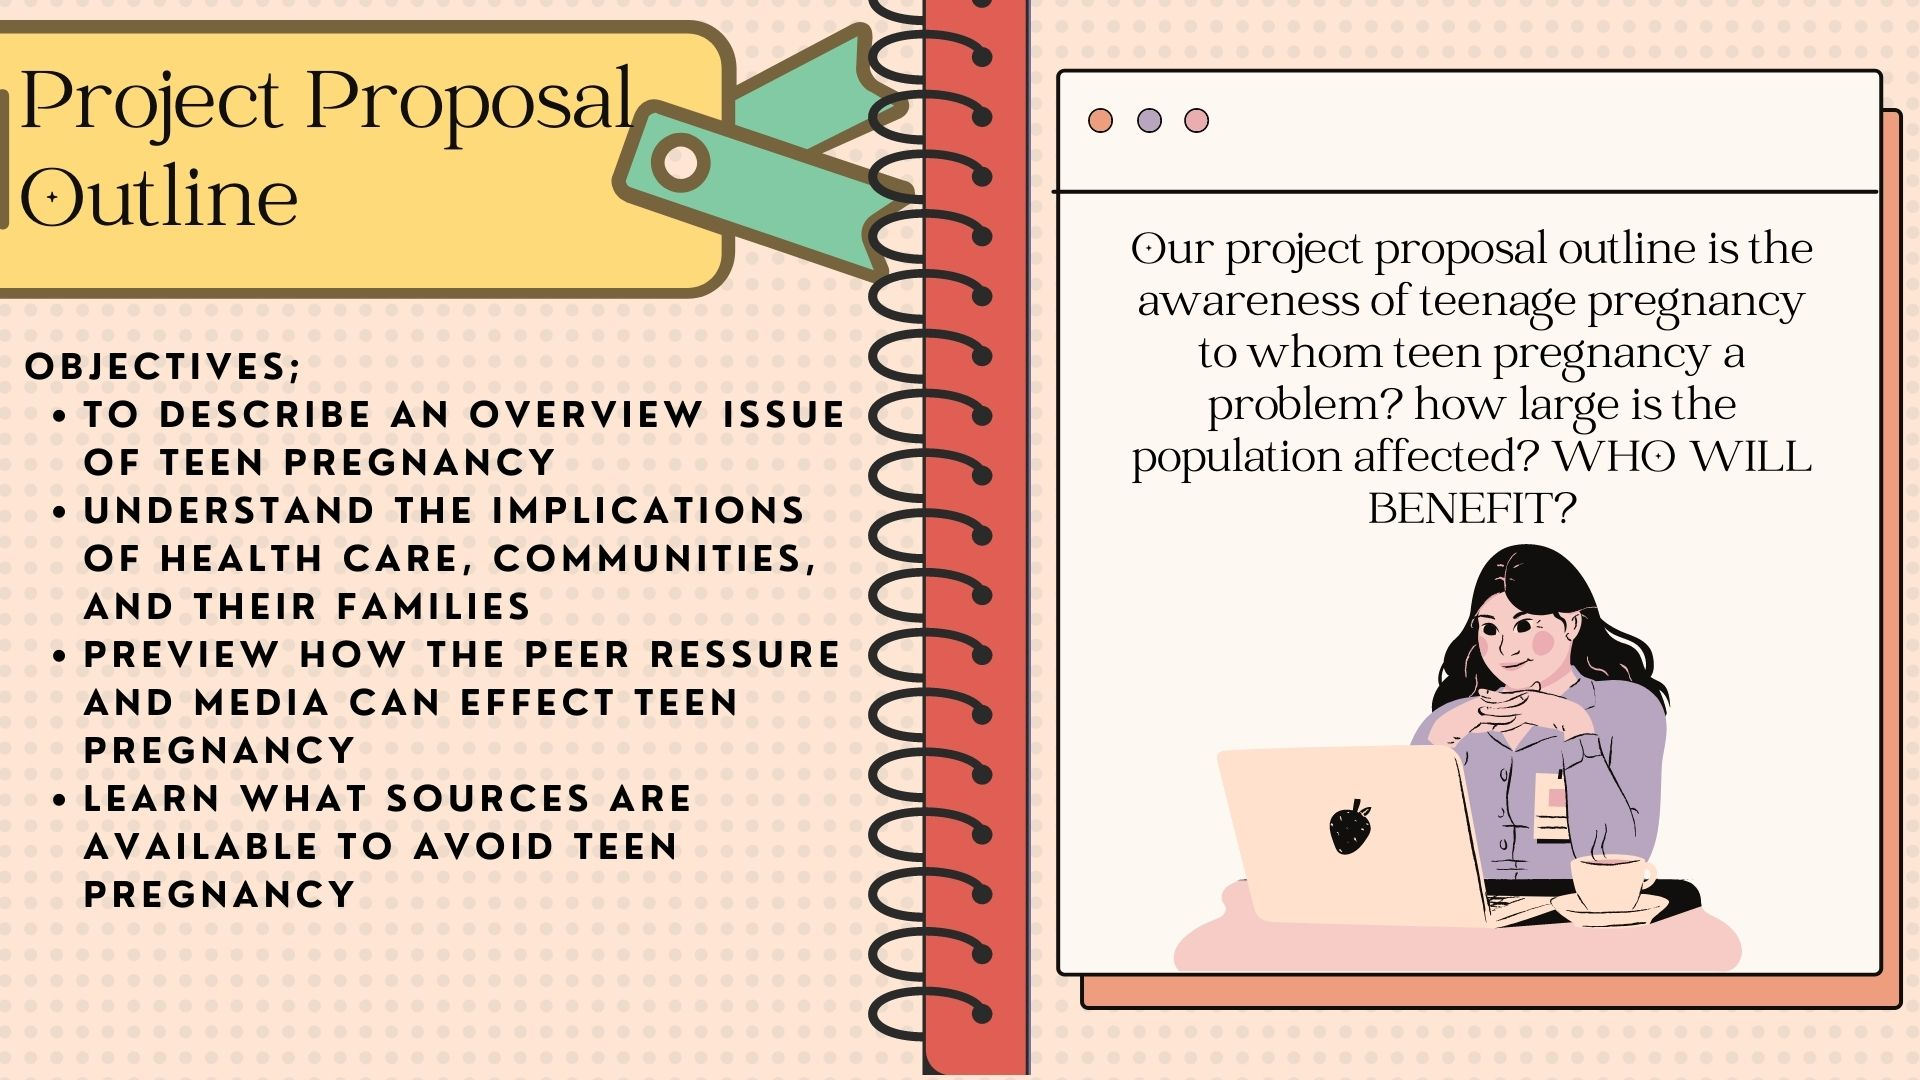 Project Proposal
Outline
OBJECTIVES;
• TO DESCRIBE AN OVERVIEW ISSUE
OF TEEN PREGNANCY
• UNDERSTAND THE IMPLICATIONS
OF HEALTH CARE, COMMUNITIES,
AND THEIR FAMILIES
• PREVIEW HOW THE PEER RESSURE
AND MEDIA CAN EFFECT TEEN
PREGNANCY
• LEARN WHAT SOURCES ARE
AVAILABLE TO AVOID TEEN
PREGNANCY
Our project proposal outline is the
awareness of teenage pregnancy
to whom teen pregnancy a
problem? how large is the
population affected? WHO WILL
BENEFIT?